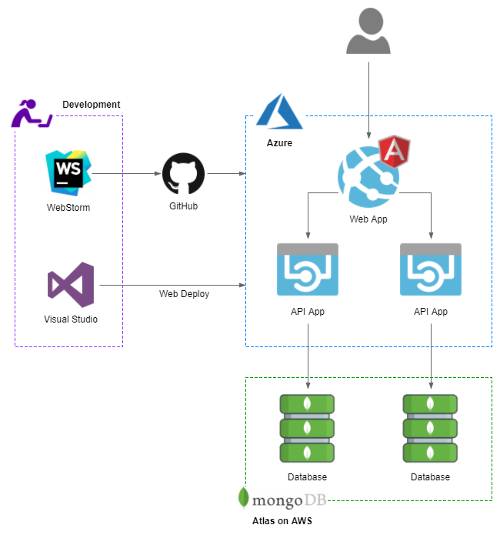 Development
Azure
WS
WebStorm
GitHub
A
Web App
Visual Studio
Web Deploy
API App
API App
Database
Database
mongoDB
Atlas on AWS